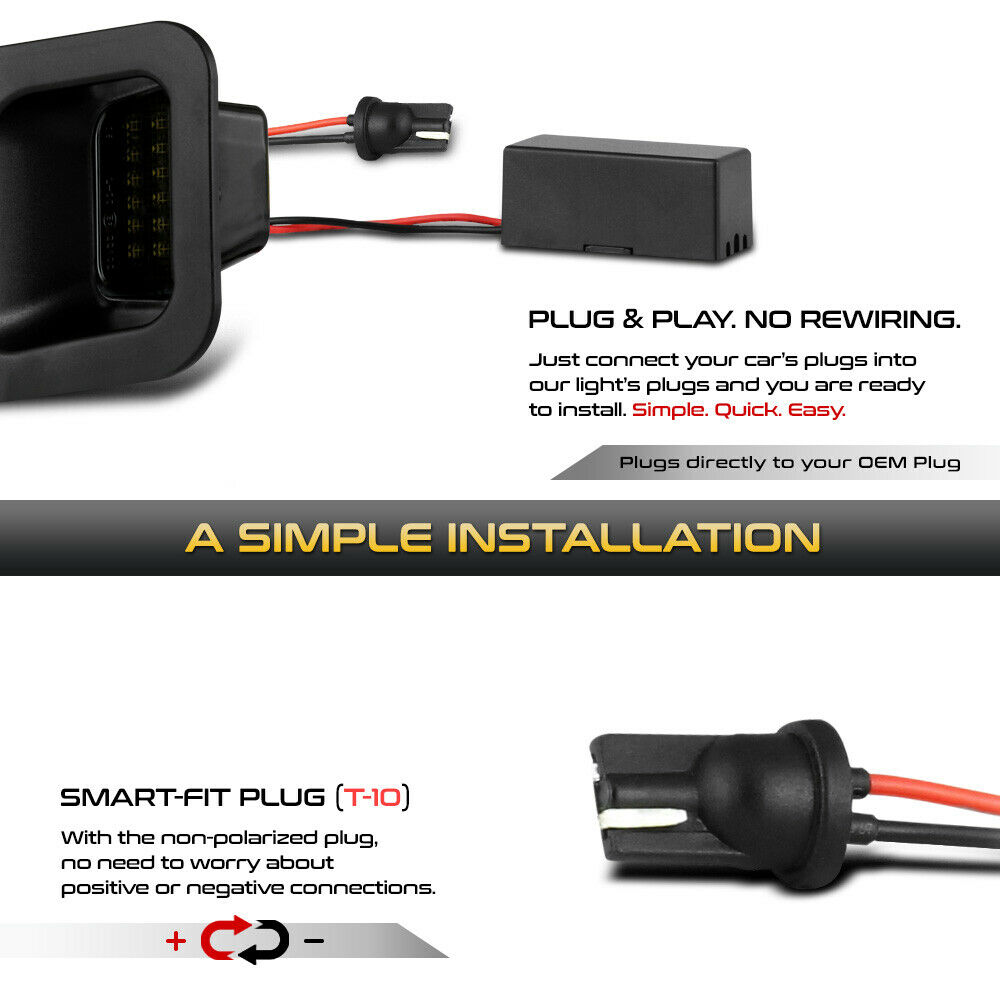 PLUG & PLAY. NO REWIRING.
Just connect your car's plugs into
our light's plugs and you are ready
to install. Simple. Quick. Easy.
Plugs directly to your OEM Plug
A SIMPLE INSTALLATION
SMART-FIT PLUG (T-10)
With the non-polarized plug,
no need to worry about
positive or negative connections.
+ -